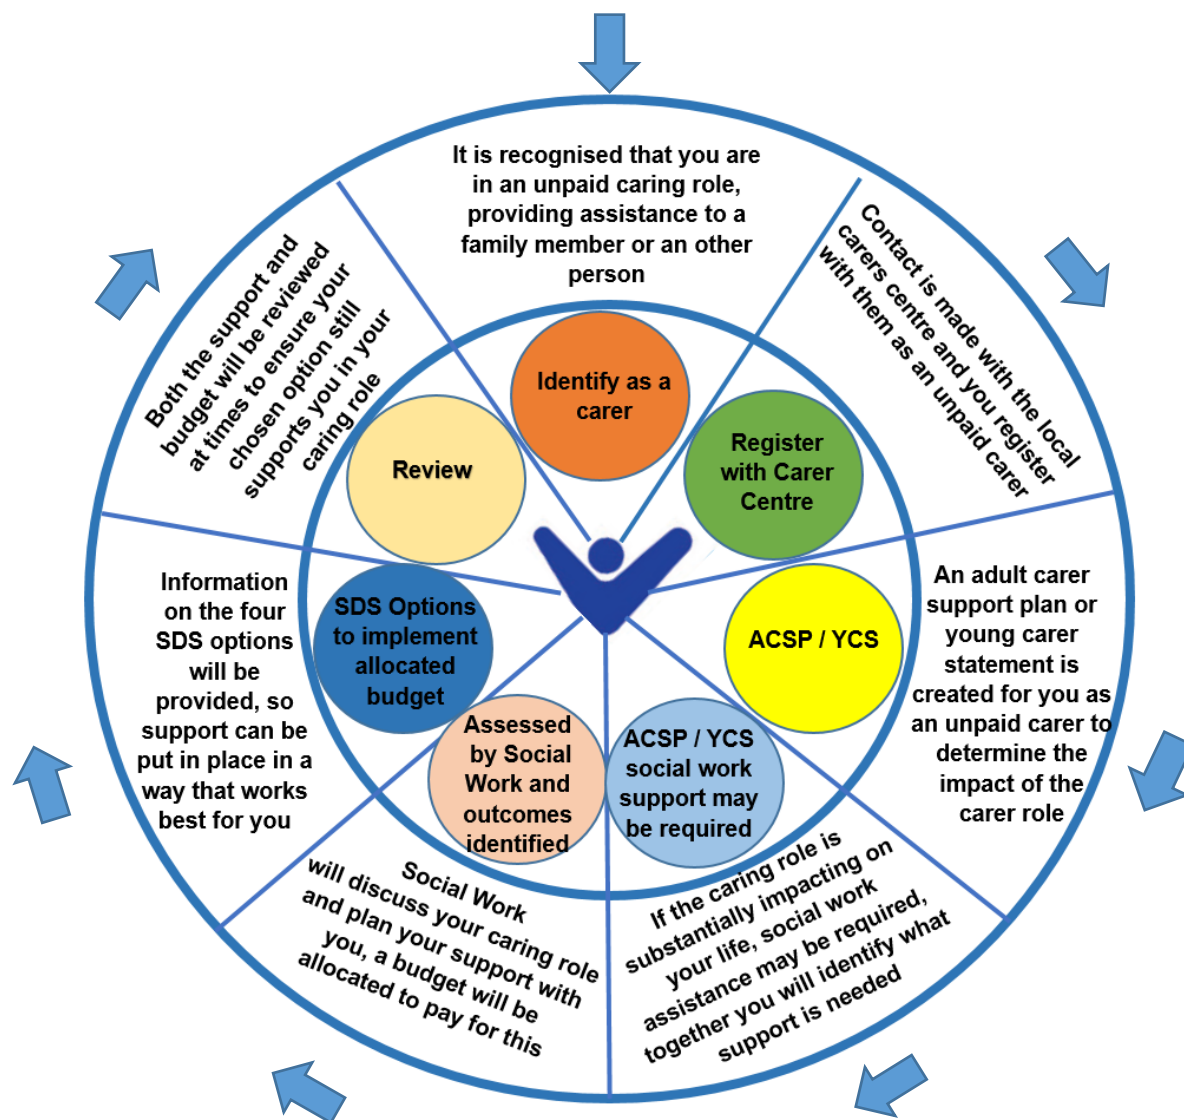 It is recognised that you are
in an unpaid caring role,
providing assistance to a
family member or an other
person
Identify as a
carer
Contact is made with the local
carers centre and you register
with them as an unpaid carer
Register
with Carer
Centre
An adult carer
support plan or
young carer
statement is
created for you as
an unpaid carer to
determine the
impact of the
carer role
ACSP / YCS
If the caring role is
substantially impacting on
your life, social work
assistance may be required,
together you will identify what
support is needed
ACSP / YCS
social work
support may
be required
Social Work
will discuss your caring role
and plan your support with
you, a budget will be
allocated to pay for this
Assessed
by Social
Work and
outcomes
identified
Information
on the four
SDS options
will be
provided, so
support can be
put in place in a
way that works
best for you
SDS Options
to implement
allocated
budget
Both the support and
budget will be reviewed
at times to ensure your
chosen option still
supports you in your
caring role
Review